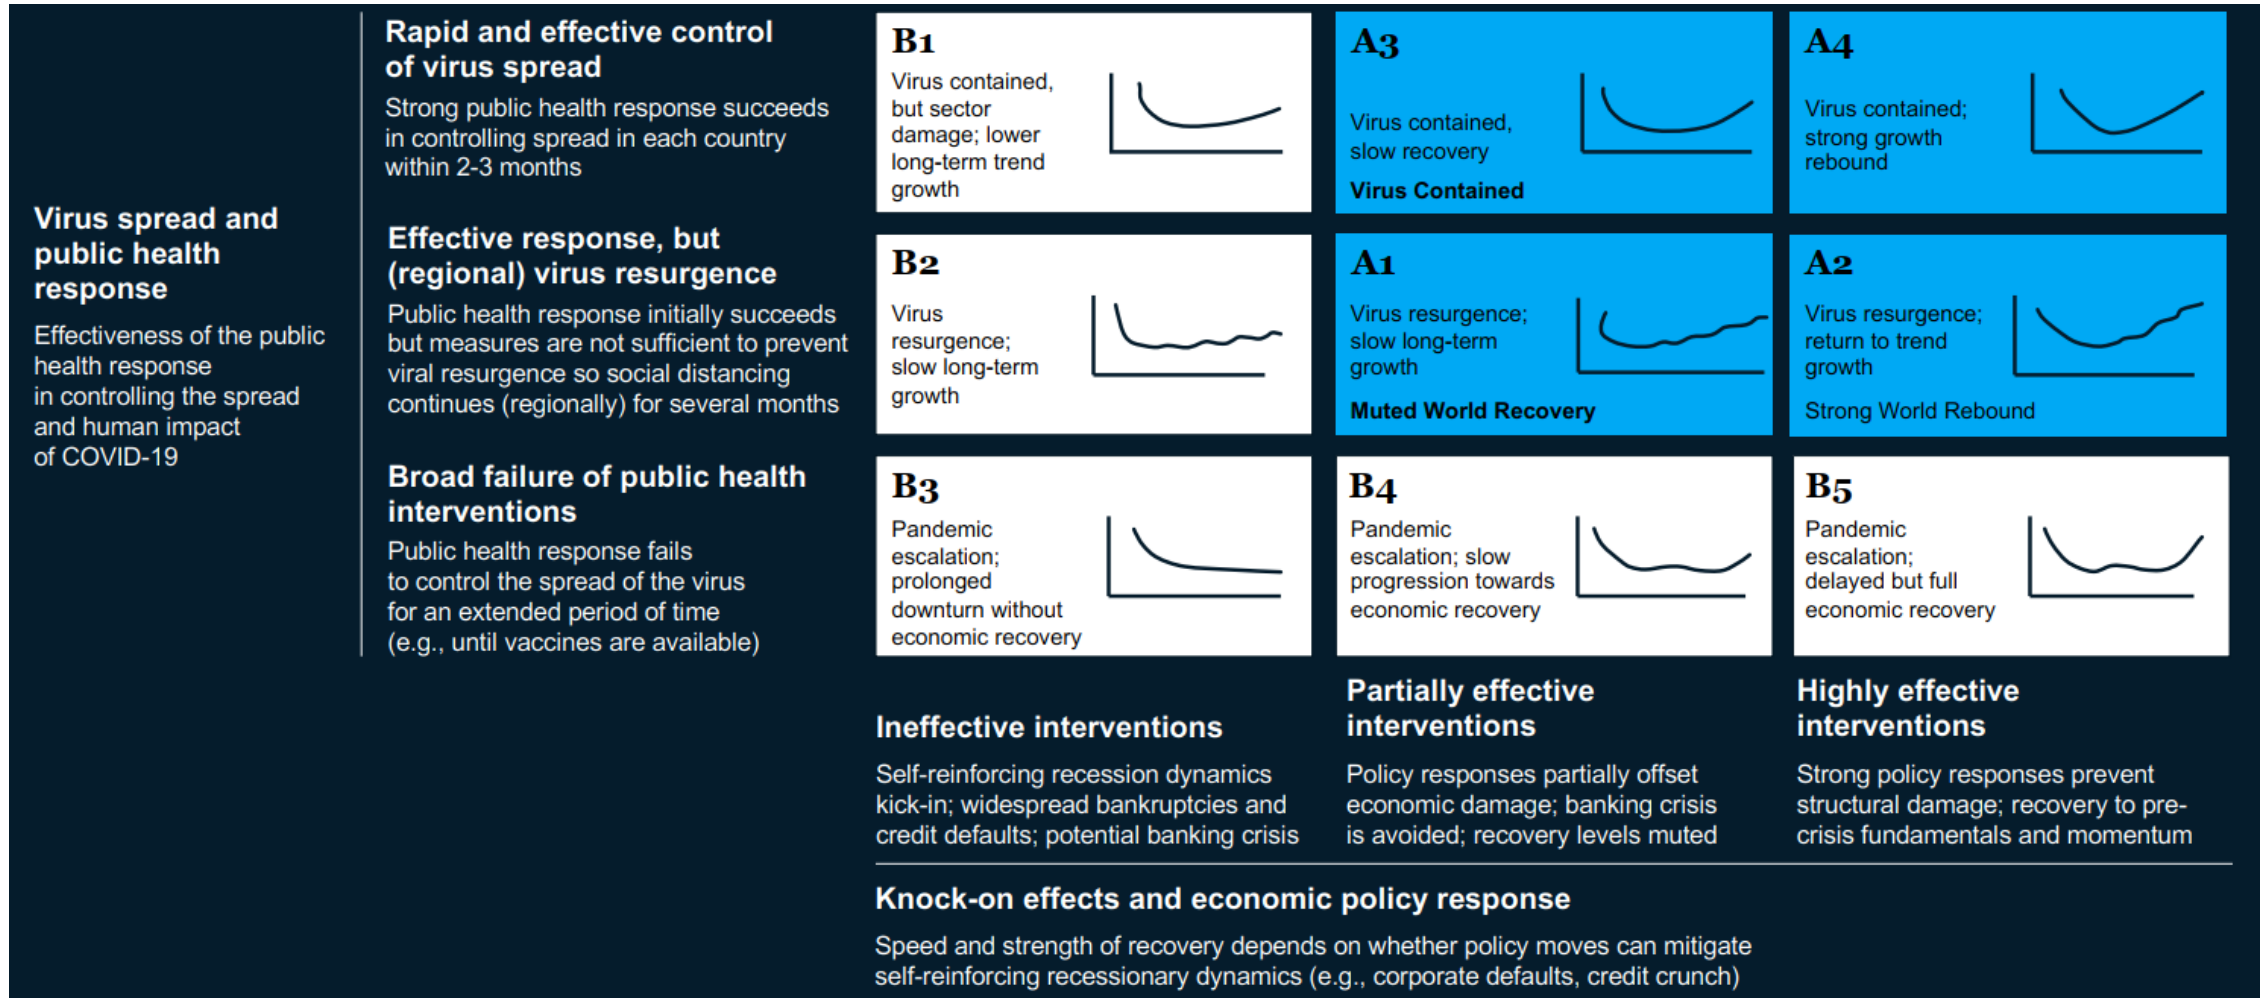 Virus spread and
public health
response
Effectiveness of the public
health response
in controlling the spread
and human impact
of COVID-19
Rapid and effective control
of virus spread
Strong public health response succeeds
in controlling spread in each country
within 2-3 months
B1
Virus contained,
but sector
damage; lower
long-term trend
growth
A3
Virus contained,
slow recovery
Virus Contained
A4
Virus contained;
strong growth
rebound
Effective response, but
(regional) virus resurgence
Public health response initially succeeds
but measures are not sufficient to prevent
viral resurgence so social distancing
continues (regionally) for several months
B2
Virus
resurgence;
slow long-term
growth
A1
Virus resurgence;
slow long-term
growth
Muted World Recovery
A2
Virus resurgence;
return to trend
growth
Strong World Rebound
Broad failure of public health
interventions
Public health response fails
to control the spread of the virus
for an extended period of time
(e.g., until vaccines are available)
B3
Pandemic
escalation;
prolonged
downturn without
economic recovery
B4
Pandemic
escalation; slow
progression towards
economic recovery
B5
Pandemic
escalation;
delayed but full
economic recovery
Ineffective interventions
Self-reinforcing recession dynamics
kick-in; widespread bankruptcies and
credit defaults; potential banking crisis
Partially effective
interventions
Policy responses partially offset
economic damage; banking crisis
is avoided; recovery levels muted
Highly effective
interventions
Strong policy responses prevent
structural damage; recovery to pre-
crisis fundamentals and momentum
Knock-on effects and economic policy response
Speed and strength of recovery depends on whether policy moves can mitigate
self-reinforcing recessionary dynamics (e.g., corporate defaults, credit crunch)